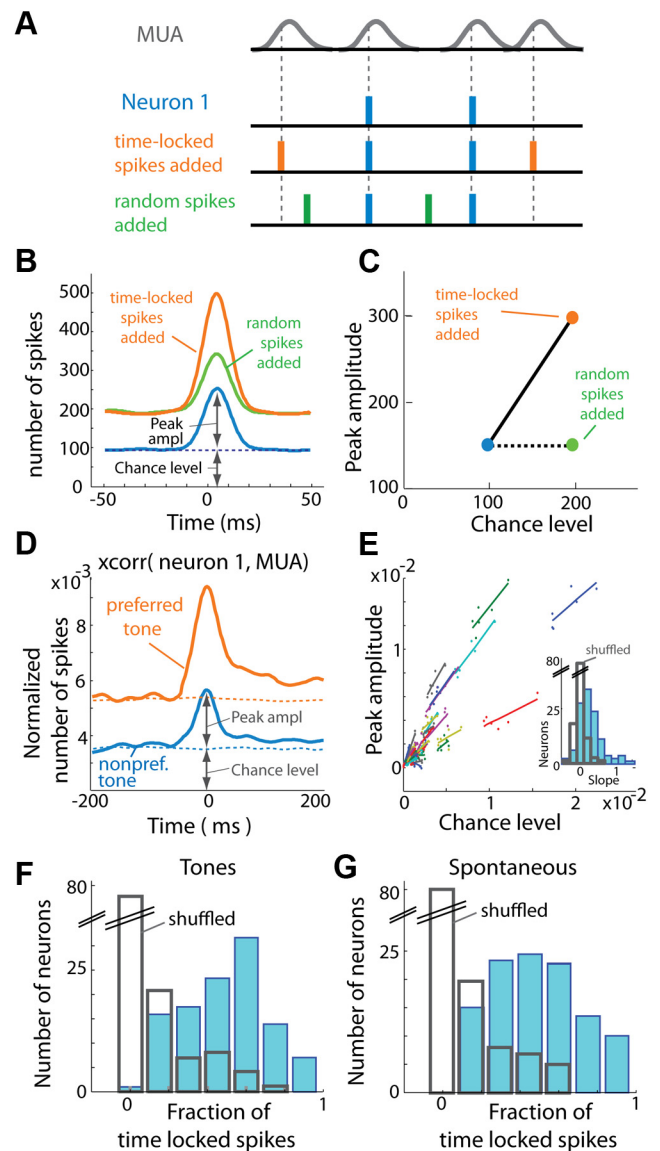 A
MUA
Neuron 1
time-locked
spikes added
random spikes
added
B
number of spikes
500
400
300
200
100
0
time-locked
spikes
added
random
spikes
added
Peak
ampl
Chance level
-50
0
50
Time (ms)
C
Peak amplitude
300
200
100
time-locked
spikes
added
random
spikes
added
0
100
200
Chance level
D
xcorr( neuron 1, MUA)
x10-3
Normalized
number of spikes
8
6
4
2
preferred
tone
Peak ampl
nonpref.
tone
Chance level
-200
0
200
Time ( ms )
E
x10-2
Peak amplitude
1
0
shuffled
80
25
Neurons
0
1
Slope
0
1
2
x10-2
Chance level
F
Tones
Number of neurons
80
25
0
shuffled
0
1
Fraction of
time locked spikes
G
Spontaneous
Number of neurons
80
25
0
shuffled
0
1
Fraction of
time locked spikes